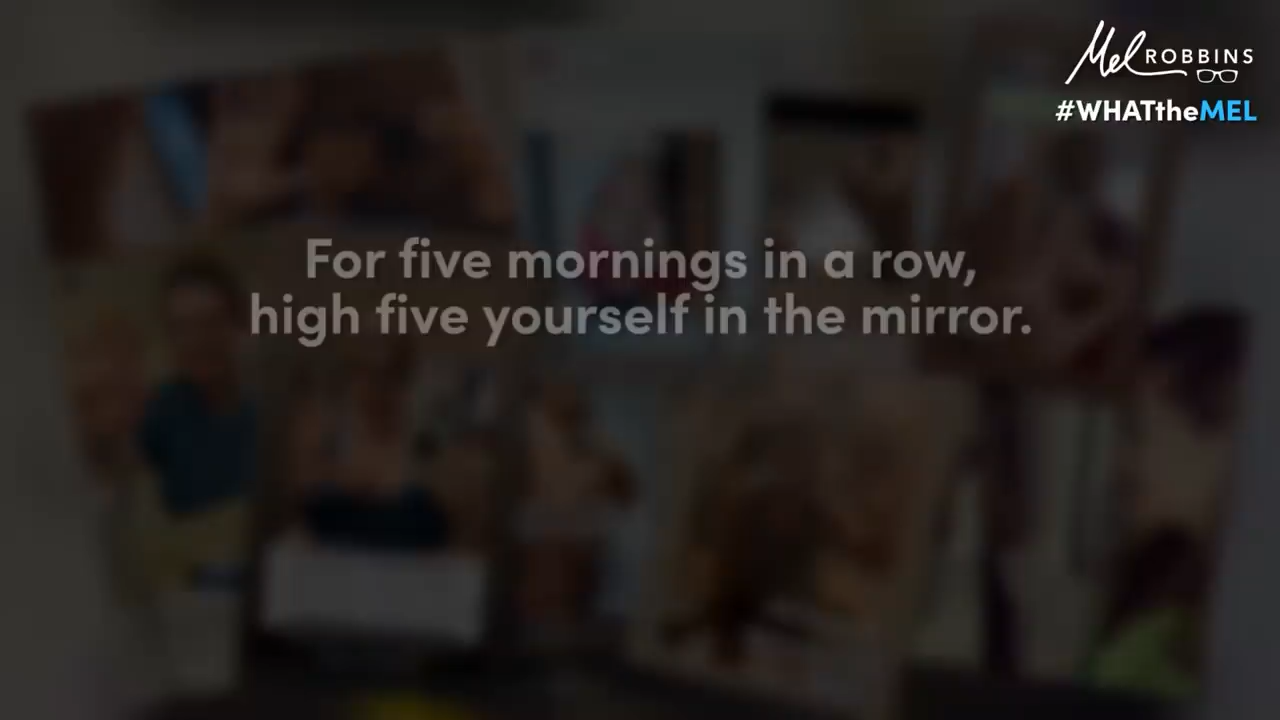 Mel ROBBINS
#WHATtheMEL
For five mornings in a row,
high five yourself in the mirror.